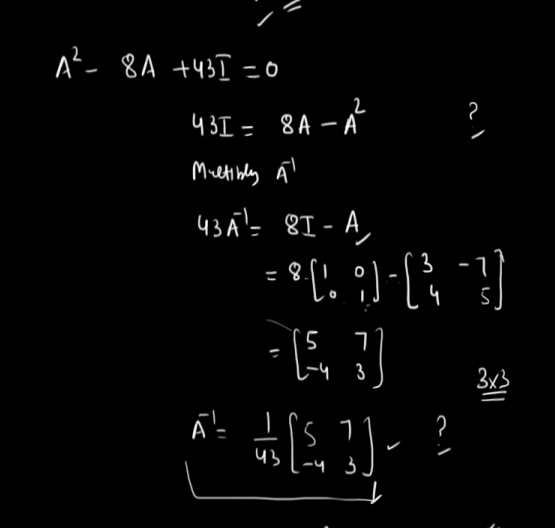 A² - 8A + 43I = 0
43I = 8A - A² ?
Multibly A⁻¹
43A⁻¹ = 8I - A
= 8 [1 0 0 1] - [3 -7 4 5]
= [5 7 -4 3]
3x3
A⁻¹ = 1/43 [5 7 -4 3] ?